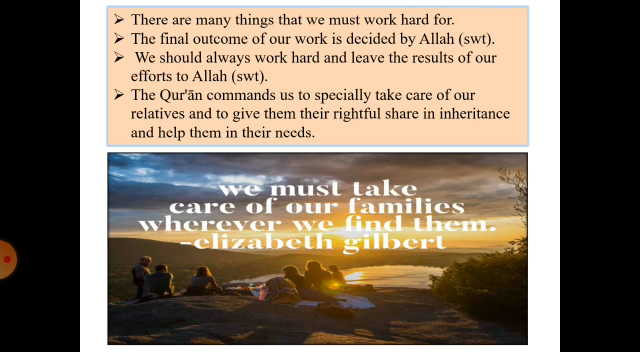 ➢ There are many things that we must work hard for.
➢ The final outcome of our work is decided by Allah (swt).
➢ We should always work hard and leave the results of our
efforts to Allah (swt).
➢ The Qur'ān commands us to specially take care of our
relatives and to give them their rightful share in inheritance
and help them in their needs.
we must take
care of our families
wherever we find them.
-elizabeth gilbert